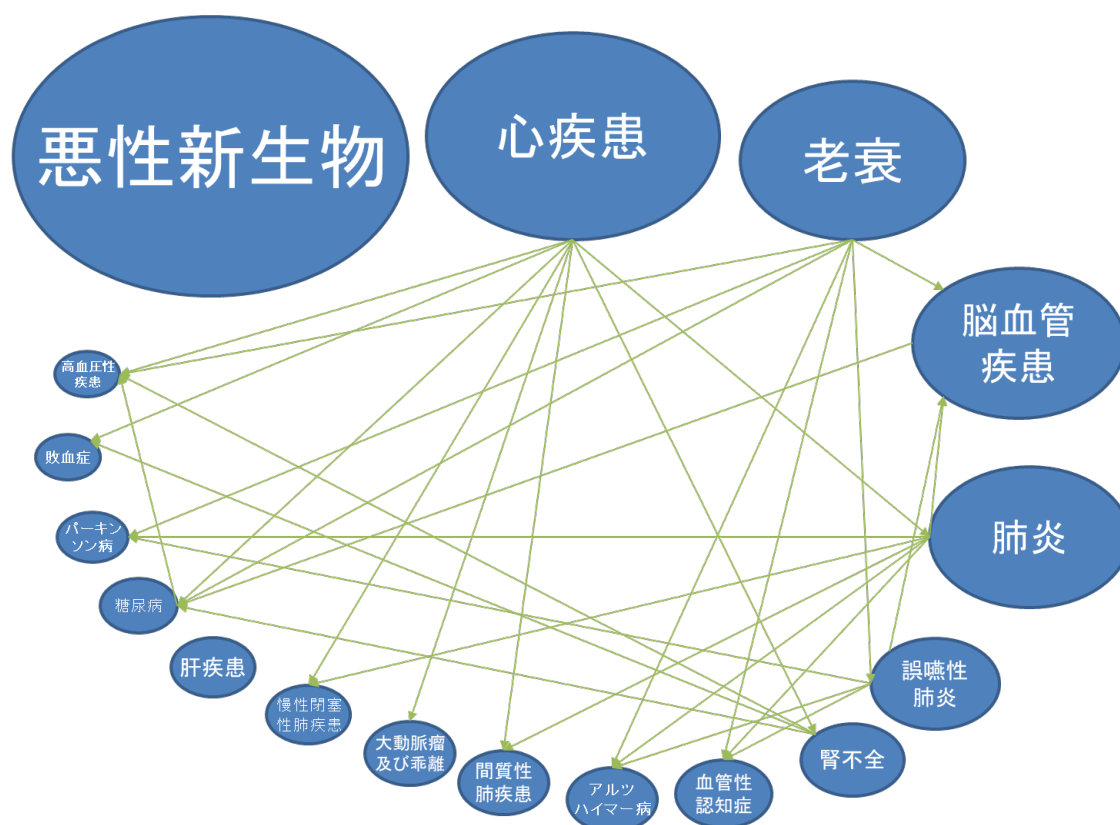 悪性新生物
心疾患
老衰
脳血管
疾患
肺炎
誤嚥性
肺炎
腎不全
血管性
認知症
アルツ
ハイマー病
間質性
肺疾患
大動脈瘤
及び乖離
慢性閉塞
性肺疾患
肝疾患
糖尿病
パーキン
ソン病
敗血症
高血圧性
疾患